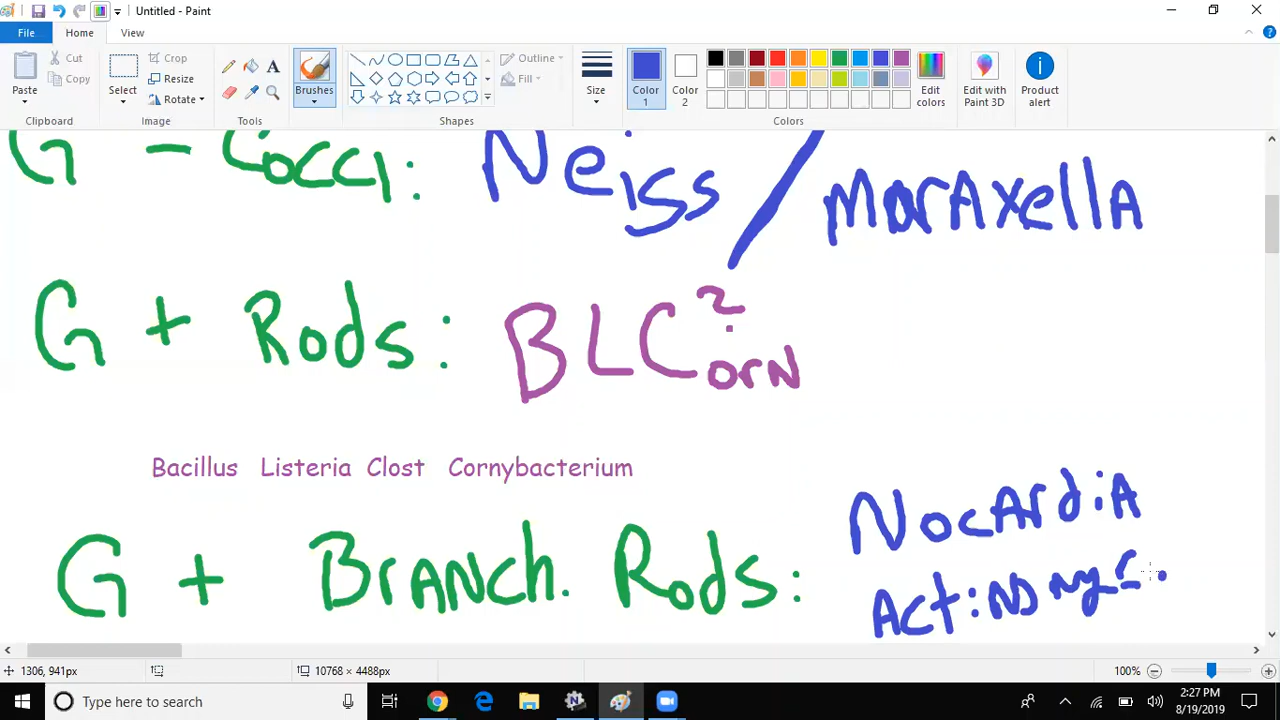 Untitled - Paint
File Home View
Paste Cut Copy Clipboard
Select Crop Resize Rotate Image
Tools
Brushes
Outline Fill Shapes
Size
Color 1 Color 2 Edit colors Colors
Edit with Paint 3D
Product alert
G - Cocci: Neiss / MorAxella
G + Rods: BLC2orN
Bacillus Listeria Clost Cornybacterium
G + BrANch. Rods: NocArdiA
ActiNomyc.
1306, 941px 10768 × 4488px 100%
Type here to search
2:27 PM
8/19/2019